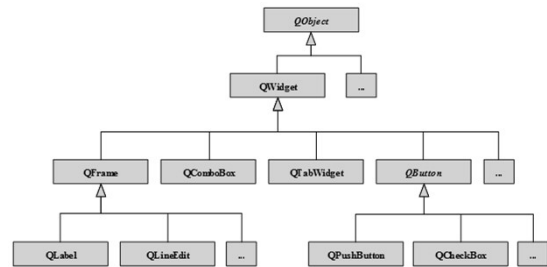 QObject
QWidget ...
QFrame QComboBox QTabWidget QButton ...
QLabel QLineEdit ... QPushButton QCheckBox ...